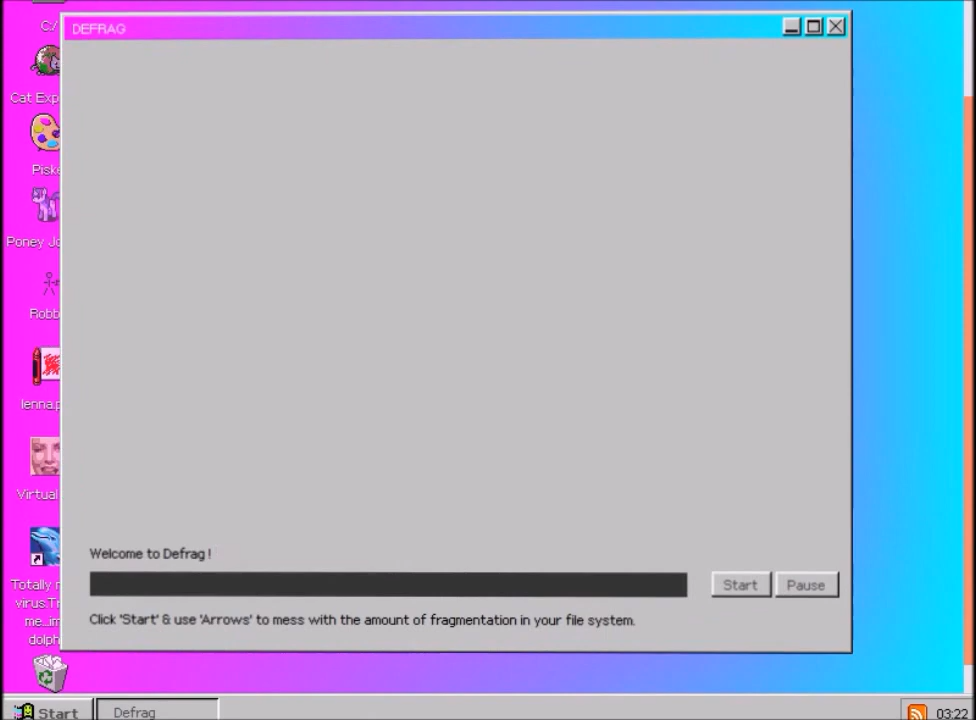 DEFRAG
C:/
Cat Exp
Piske
Poney Jo
Robb
lenna.p
Virtual
Totally n
virus.Tr
me...im
dolph
Welcome to Defrag!
Start
Pause
Click 'Start' & use 'Arrows' to mess with the amount of fragmentation in your file system.
Start
Defrag
03:22